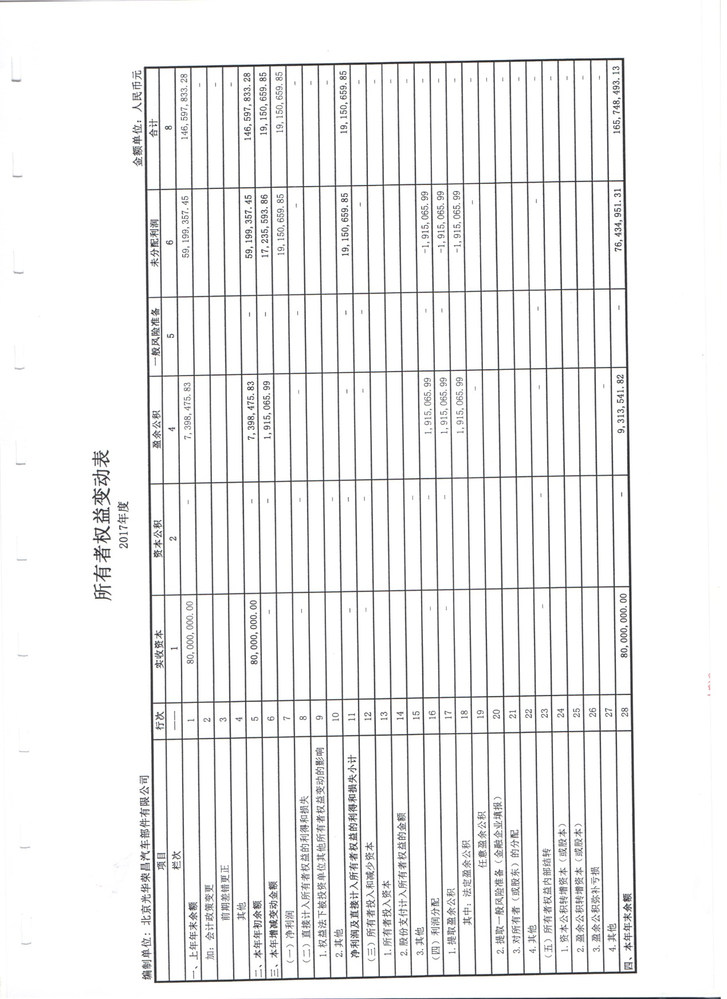 所有者权益变动表
2017年度
编制单位：北京光华荣昌汽车部件有限公司 金额单位：人民币元
项目 行次 实收资本 资本公积 盈余公积 一般风险准备 未分配利润 合计
栏次 —— 1 2 4 5 6 8
一、上年年末余额 1 80,000,000.00 - 7,398,475.83 59,199,357.45 146,597,833.28
加：会计政策变更 2 -
前期差错更正 3 -
其他 4 -
二、本年年初余额 5 80,000,000.00 - 7,398,475.83 - 59,199,357.45 146,597,833.28
三、本年增减变动金额 6 - - 1,915,065.99 - 17,235,593.86 19,150,659.85
（一）净利润 7 19,150,659.85 19,150,659.85
（二）直接计入所有者权益的利得和损失 8 - - - - - -
1.权益法下被投资单位其他所有者权益变动的影响 9 -
2.其他 10 - -
净利润及直接计入所有者权益的利得和损失小计 11 - - - - 19,150,659.85 19,150,659.85
（三）所有者投入和减少资本 12 - - - - - -
1.所有者投入资本 13 -
2.股份支付计入所有者权益的金额 14 -
3.其他 15 - -
（四）利润分配 16 - - 1,915,065.99 - -1,915,065.99 -
1.提取盈余公积 17 - - 1,915,065.99 - -1,915,065.99 -
其中：法定盈余公积 18 1,915,065.99 -1,915,065.99 -
任意盈余公积 19 - - -
2.提取一般风险准备（金融企业填报） 20 -
3.对所有者（或股东）的分配 21 -
4.其他 22 -
（五）所有者权益内部结转 23 - - - - - -
1.资本公积转增资本（或股本） 24 -
2.盈余公积转增资本（或股本） 25 -
3.盈余公积弥补亏损 26 -
4.其他 27 - -
四、本年年末余额 28 80,000,000.00 - 9,313,541.82 - 76,434,951.31 165,748,493.13